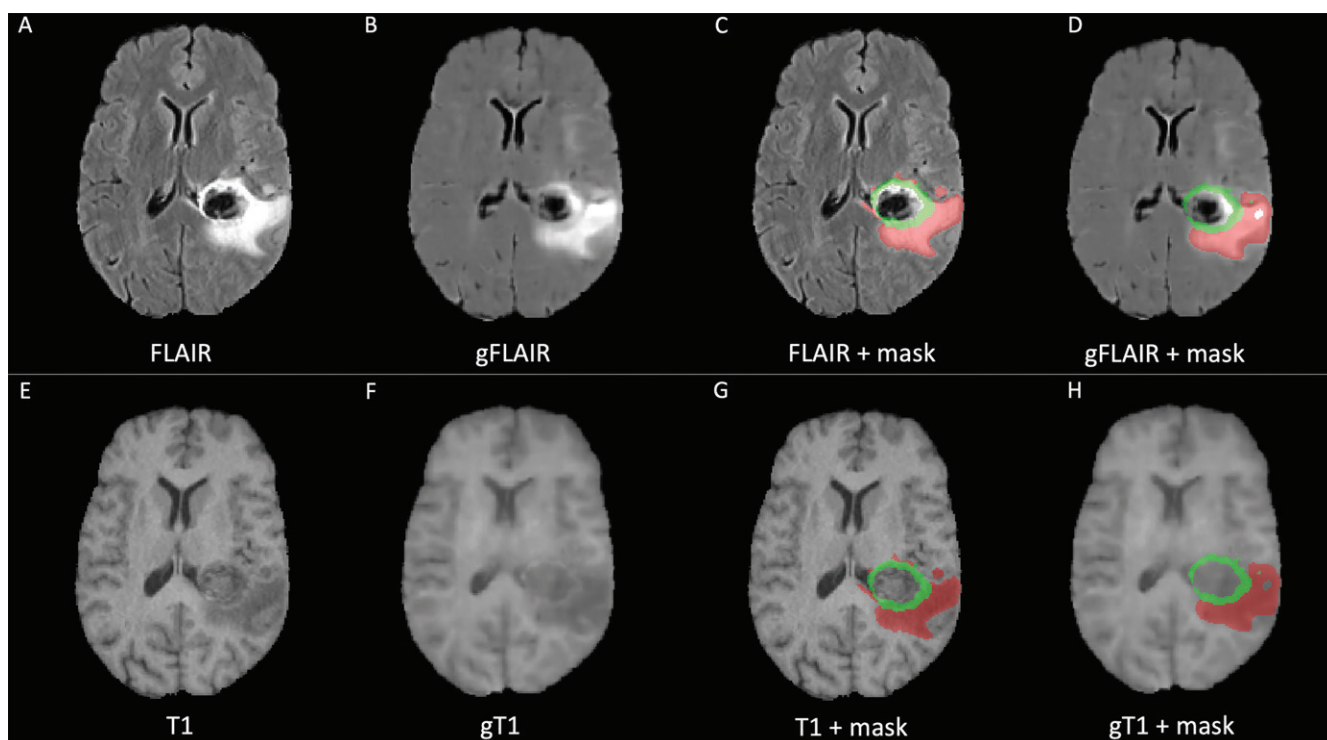 A B C D
FLAIR gFLAIR FLAIR + mask gFLAIR + mask
E F G H
T1 gT1 T1 + mask gT1 + mask